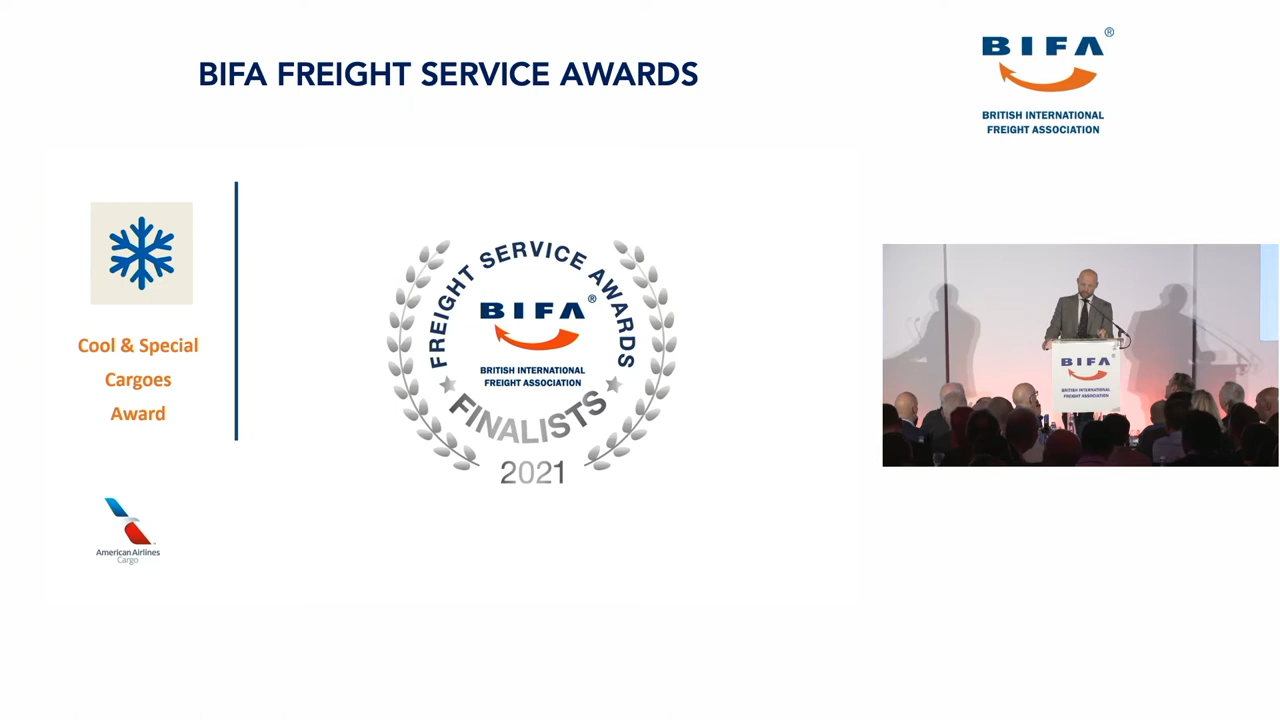 BIFA FREIGHT SERVICE AWARDS
BIFA®
BRITISH INTERNATIONAL
FREIGHT ASSOCIATION
Cool & Special
Cargoes
Award
American Airlines
Cargo
FREIGHT SERVICE AWARDS
BIFA®
BRITISH INTERNATIONAL
FREIGHT ASSOCIATION
FINALISTS
2021
BIFA
BRITISH INTERNATIONAL
FREIGHT ASSOCIATION